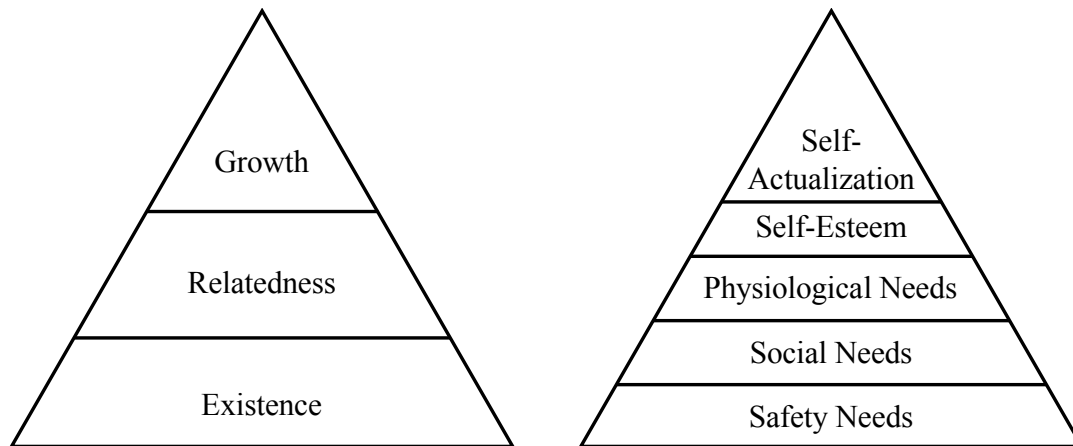 Growth
Relatedness
Existence
Self-
Actualization
Self-Esteem
Physiological Needs
Social Needs
Safety Needs